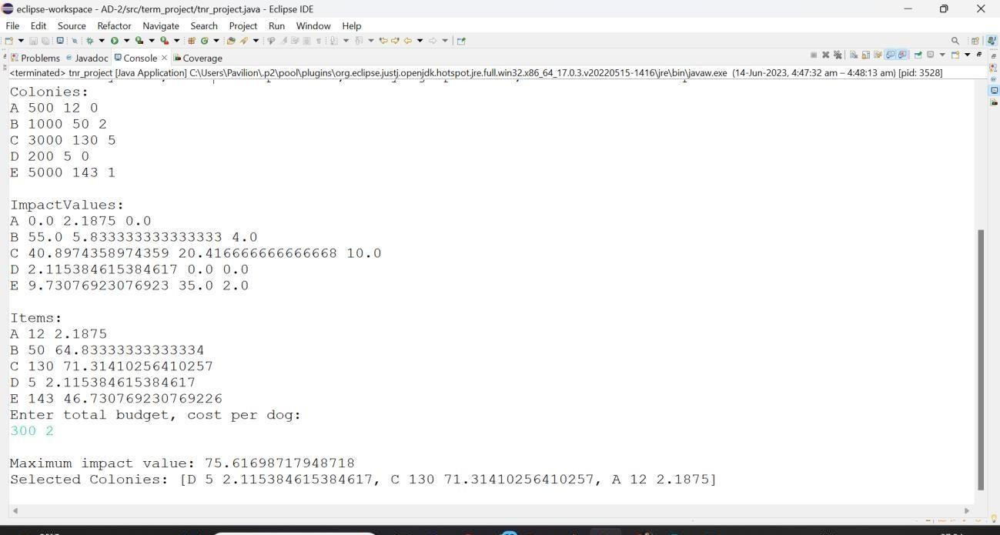 eclipse-workspace - AD-2/src/term_project/tnr_project.java - Eclipse IDE
File Edit Source Refactor Navigate Search Project Run Window Help
Problems Javadoc Console Coverage
<terminated> tnr_project [Java Application] C:\Users\Pavilion\.p2\pool\plugins\org.eclipse.justj.openjdk.hotspot.jre.full.win32.x86_64_17.0.3.v20220515-1416\jre\bin\javaw.exe (14-Jun-2023, 4:47:32 am – 4:48:13 am) [pid: 3528]
Colonies:
A 500 12 0
B 1000 50 2
C 3000 130 5
D 200 5 0
E 5000 143 1
ImpactValues:
A 0.0 2.1875 0.0
B 55.0 5.833333333333333 4.0
C 40.8974358974359 20.416666666666668 10.0
D 2.115384615384617 0.0 0.0
E 9.73076923076923 35.0 2.0
Items:
A 12 2.1875
B 50 64.83333333333334
C 130 71.31410256410257
D 5 2.115384615384617
E 143 46.730769230769226
Enter total budget, cost per dog:
300 2
Maximum impact value: 75.61698717948718
Selected Colonies: [D 5 2.115384615384617, C 130 71.31410256410257, A 12 2.1875]